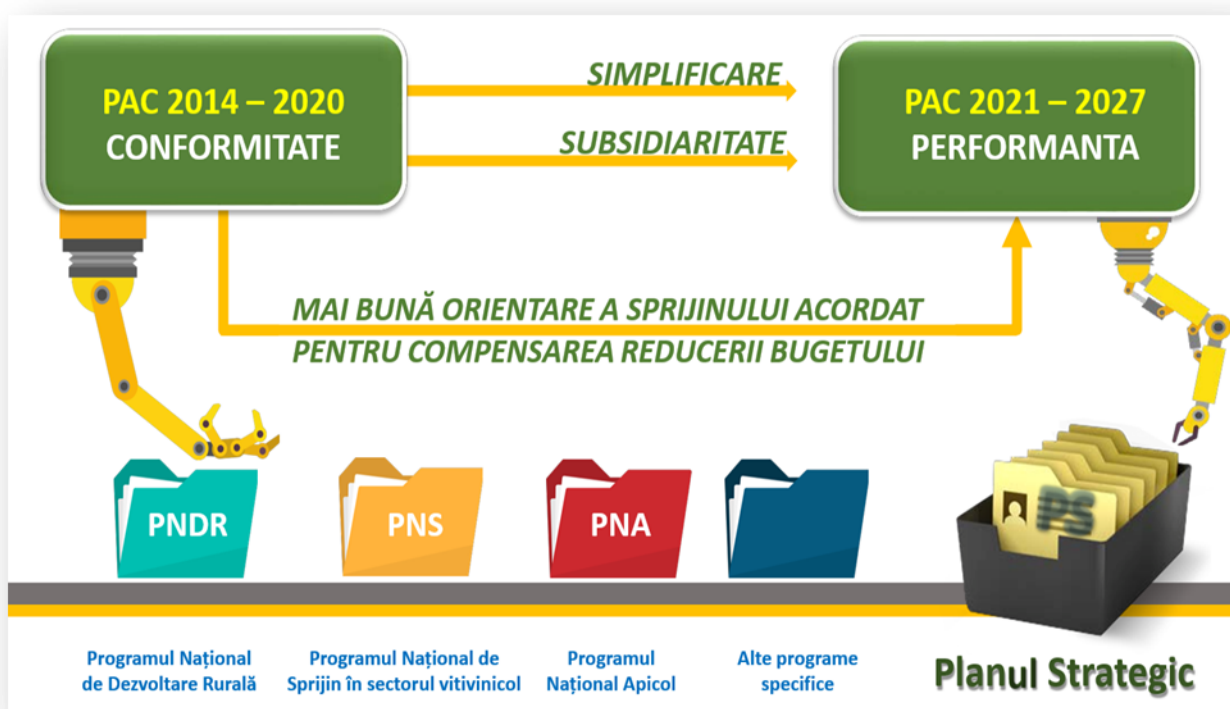 PAC 2014 – 2020
CONFORMITATE
SIMPLIFICARE
SUBSIDIARITATE
PAC 2021 – 2027
PERFORMANTA
MAI BUNĂ ORIENTARE A SPRIJINULUI ACORDAT
PENTRU COMPENSAREA REDUCERII BUGETULUI
PNDR
PNS
PNA
PS
Programul Național
de Dezvoltare Rurală
Programul Național de
Sprijin în sectorul vitivinicol
Programul
Național Apicol
Alte programe
specifice
Planul Strategic